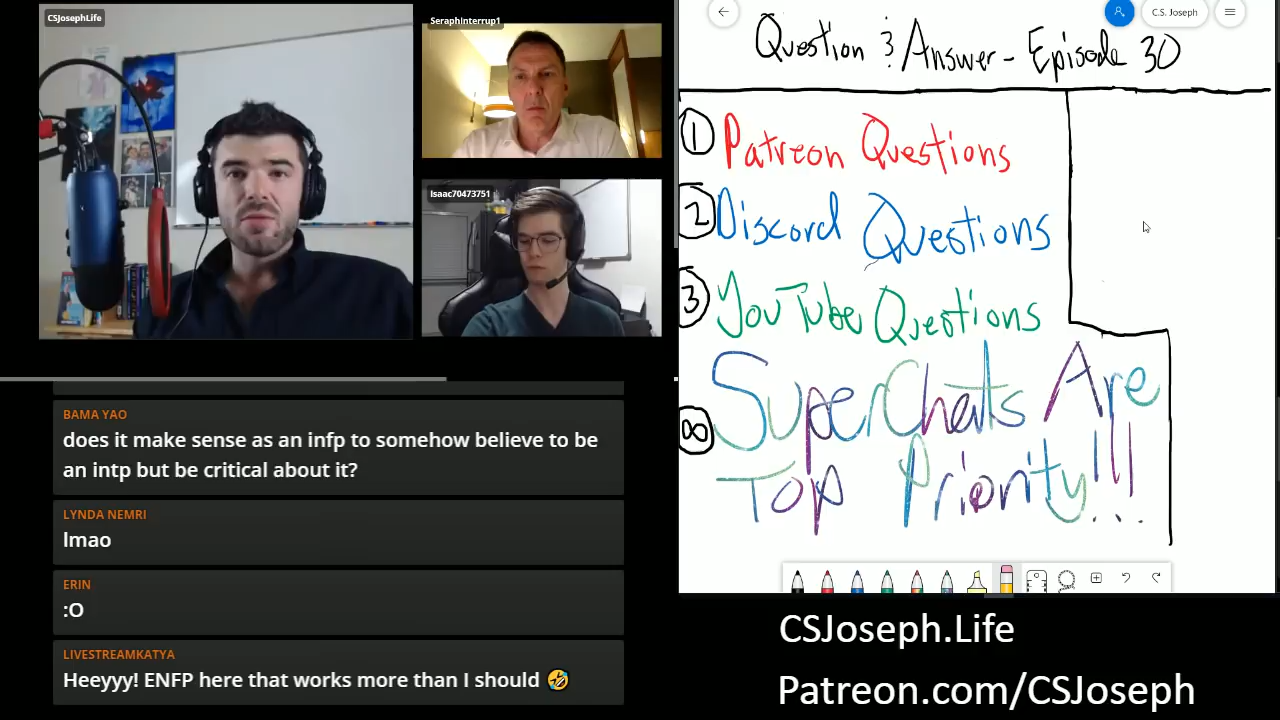 CSJosephLife
SeraphInterrup1
Isaac70473751
C.S. Joseph
Question & Answer - Episode 30
1 Patreon Questions
2 Discord Questions
3 YouTube Questions
∞ SuperChats Are
Top Priority!!!
BAMA YAO
does it make sense as an infp to somehow believe to be
an intp but be critical about it?
LYNDA NEMRI
lmao
ERIN
:O
LIVESTREAMKATYA
Heeyyy! ENFP here that works more than I should 🤣
CSJoseph.Life
Patreon.com/CSJoseph